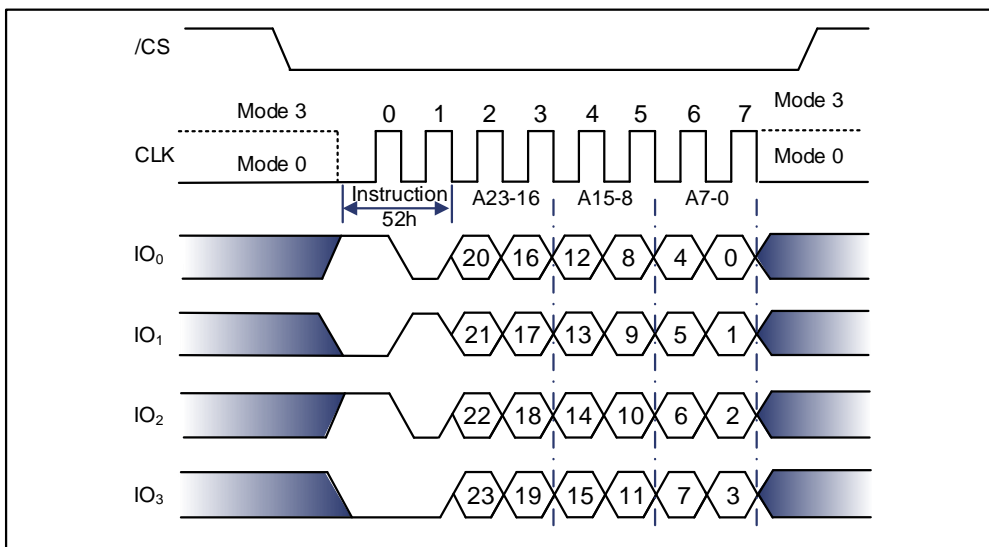 /CS
Mode 3 0 1 2 3 4 5 6 7 Mode 3
CLK
Mode 0 Mode 0
Instruction A23-16 A15-8 A7-0
52h
IO₀ 20 16 12 8 4 0
IO₁ 21 17 13 9 5 1
IO₂ 22 18 14 10 6 2
IO₃ 23 19 15 11 7 3